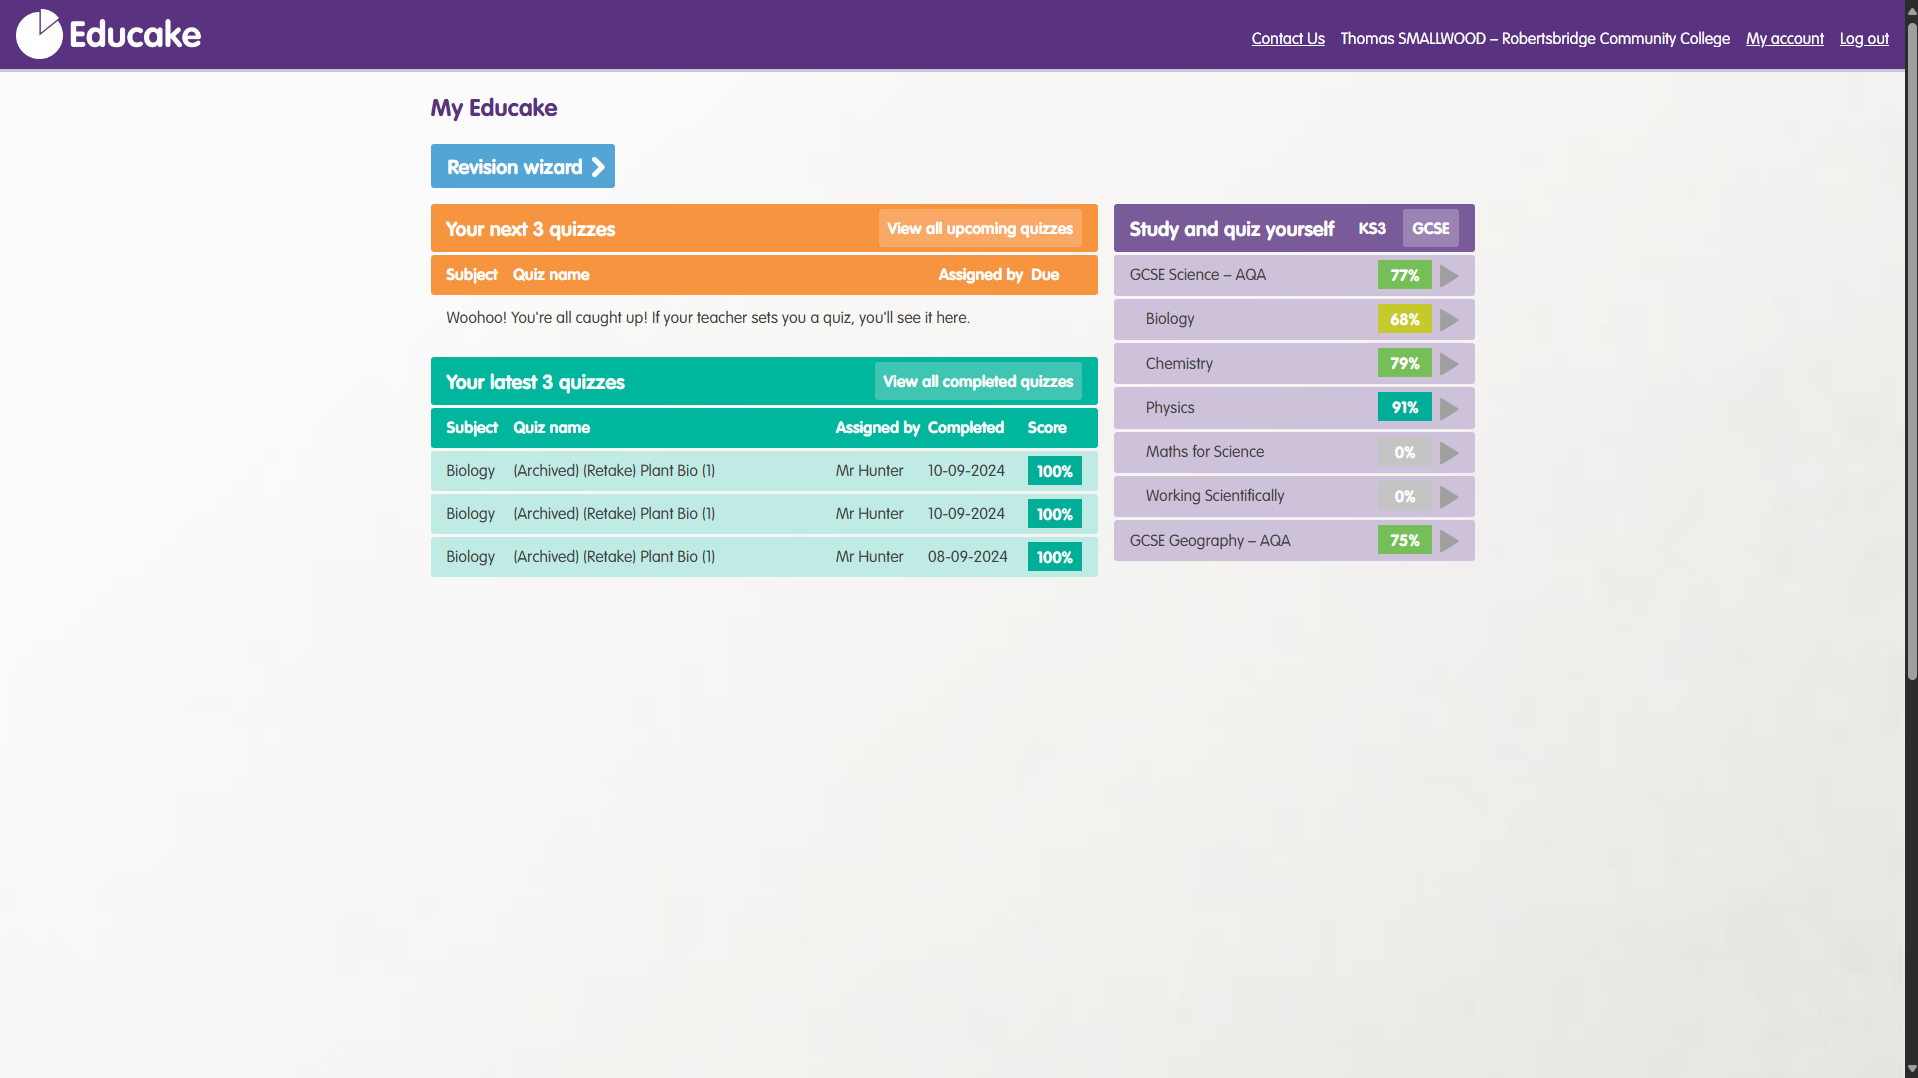 Educake
Contact Us Thomas SMALLWOOD – Robertsbridge Community College My account Log out
My Educake
Revision wizard
Your next 3 quizzes View all upcoming quizzes
Subject Quiz name Assigned by Due
Woohoo! You're all caught up! If your teacher sets you a quiz, you'll see it here.
Your latest 3 quizzes View all completed quizzes
Subject Quiz name Assigned by Completed Score
Biology (Archived) (Retake) Plant Bio (1) Mr Hunter 10-09-2024 100%
Biology (Archived) (Retake) Plant Bio (1) Mr Hunter 10-09-2024 100%
Biology (Archived) (Retake) Plant Bio (1) Mr Hunter 08-09-2024 100%
Study and quiz yourself KS3 GCSE
GCSE Science – AQA 77%
Biology 68%
Chemistry 79%
Physics 91%
Maths for Science 0%
Working Scientifically 0%
GCSE Geography – AQA 75%